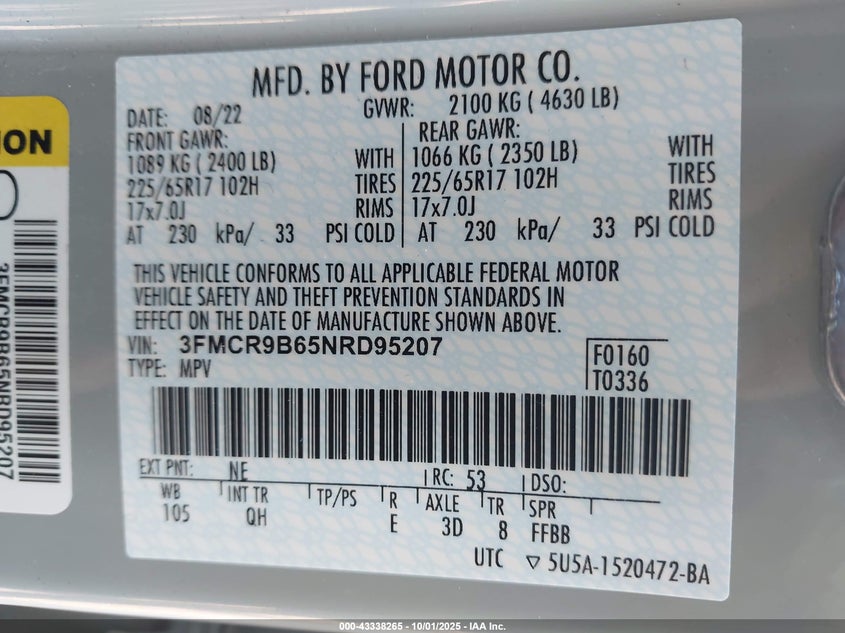 MFD. BY FORD MOTOR CO.
DATE: 08/22 GVWR: 2100 KG ( 4630 LB)
FRONT GAWR: REAR GAWR:
1089 KG ( 2400 LB) WITH 1066 KG ( 2350 LB) WITH
225/65R17 102H TIRES 225/65R17 102H TIRES
17x7.0J RIMS 17x7.0J RIMS
AT 230 kPa/ 33 PSI COLD AT 230 kPa/ 33 PSI COLD
THIS VEHICLE CONFORMS TO ALL APPLICABLE FEDERAL MOTOR
VEHICLE SAFETY AND THEFT PREVENTION STANDARDS IN
EFFECT ON THE DATE OF MANUFACTURE SHOWN ABOVE.
VIN: 3FMCR9B65NRD95207 F0160
TYPE: MPV T0336
EXT PNT: NE RC: 53 DSO:
WB INT TR TP/PS R AXLE TR SPR
105 QH E 3D 8 FFBB
UTC ▽ 5U5A-1520472-BA
3FMCR9B65NRD95207
000-43338265 - 10/01/2025 - IAA Inc.